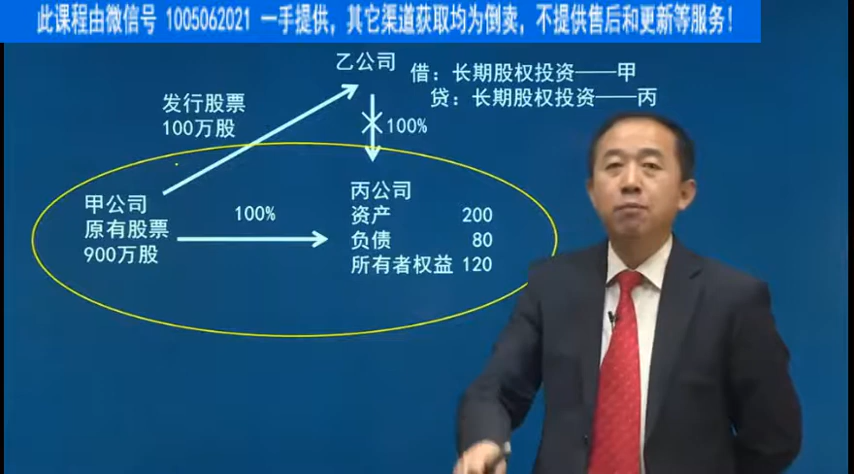 此课程由微信号 1005062021 一手提供，其它渠道获取均为倒卖，不提供售后和更新等服务！
乙公司
借：长期股权投资——甲
贷：长期股权投资——丙
发行股票
100万股
100%
甲公司
原有股票
900万股
100%
丙公司
资产 200
负债 80
所有者权益 120